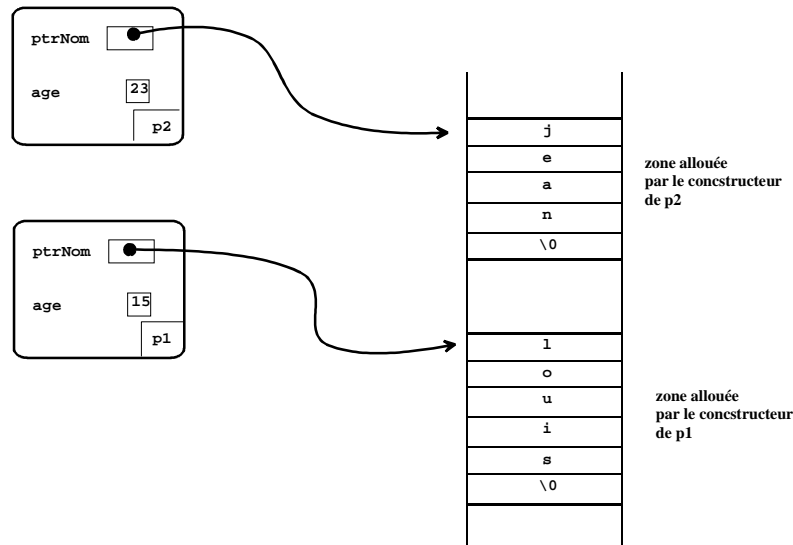 ptrNom
age 23
p2
j
e
a
n
\0
zone allouée
par le concstructeur
de p2
ptrNom
age 15
p1
l
o
u
i
s
\0
zone allouée
par le concstructeur
de p1